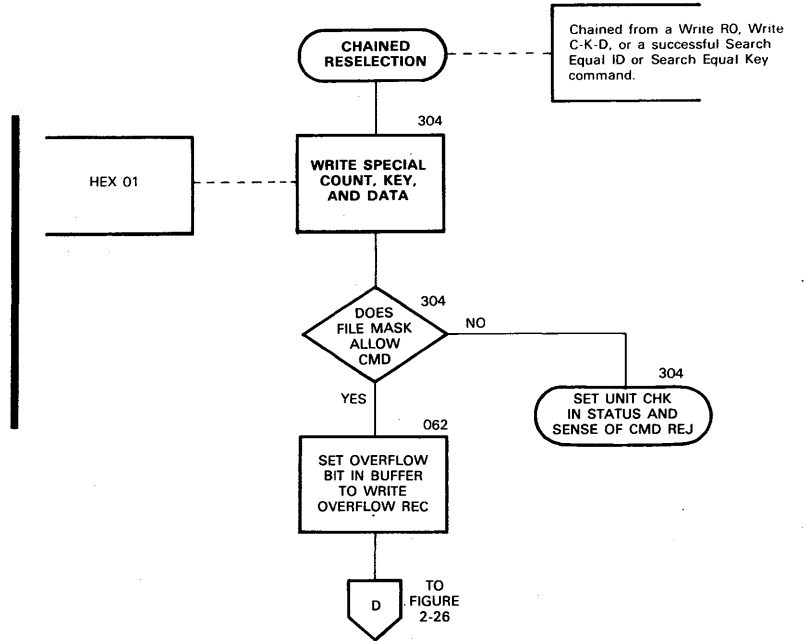 CHAINED
RESELECTION
Chained from a Write R0, Write
C-K-D, or a successful Search
Equal ID or Search Equal Key
command.
304
HEX 01
WRITE SPECIAL
COUNT, KEY,
AND DATA
304
DOES
FILE MASK
ALLOW
CMD
NO
YES
304
SET UNIT CHK
IN STATUS AND
SENSE OF CMD REJ
062
SET OVERFLOW
BIT IN BUFFER
TO WRITE
OVERFLOW REC
D
TO
FIGURE
2-26